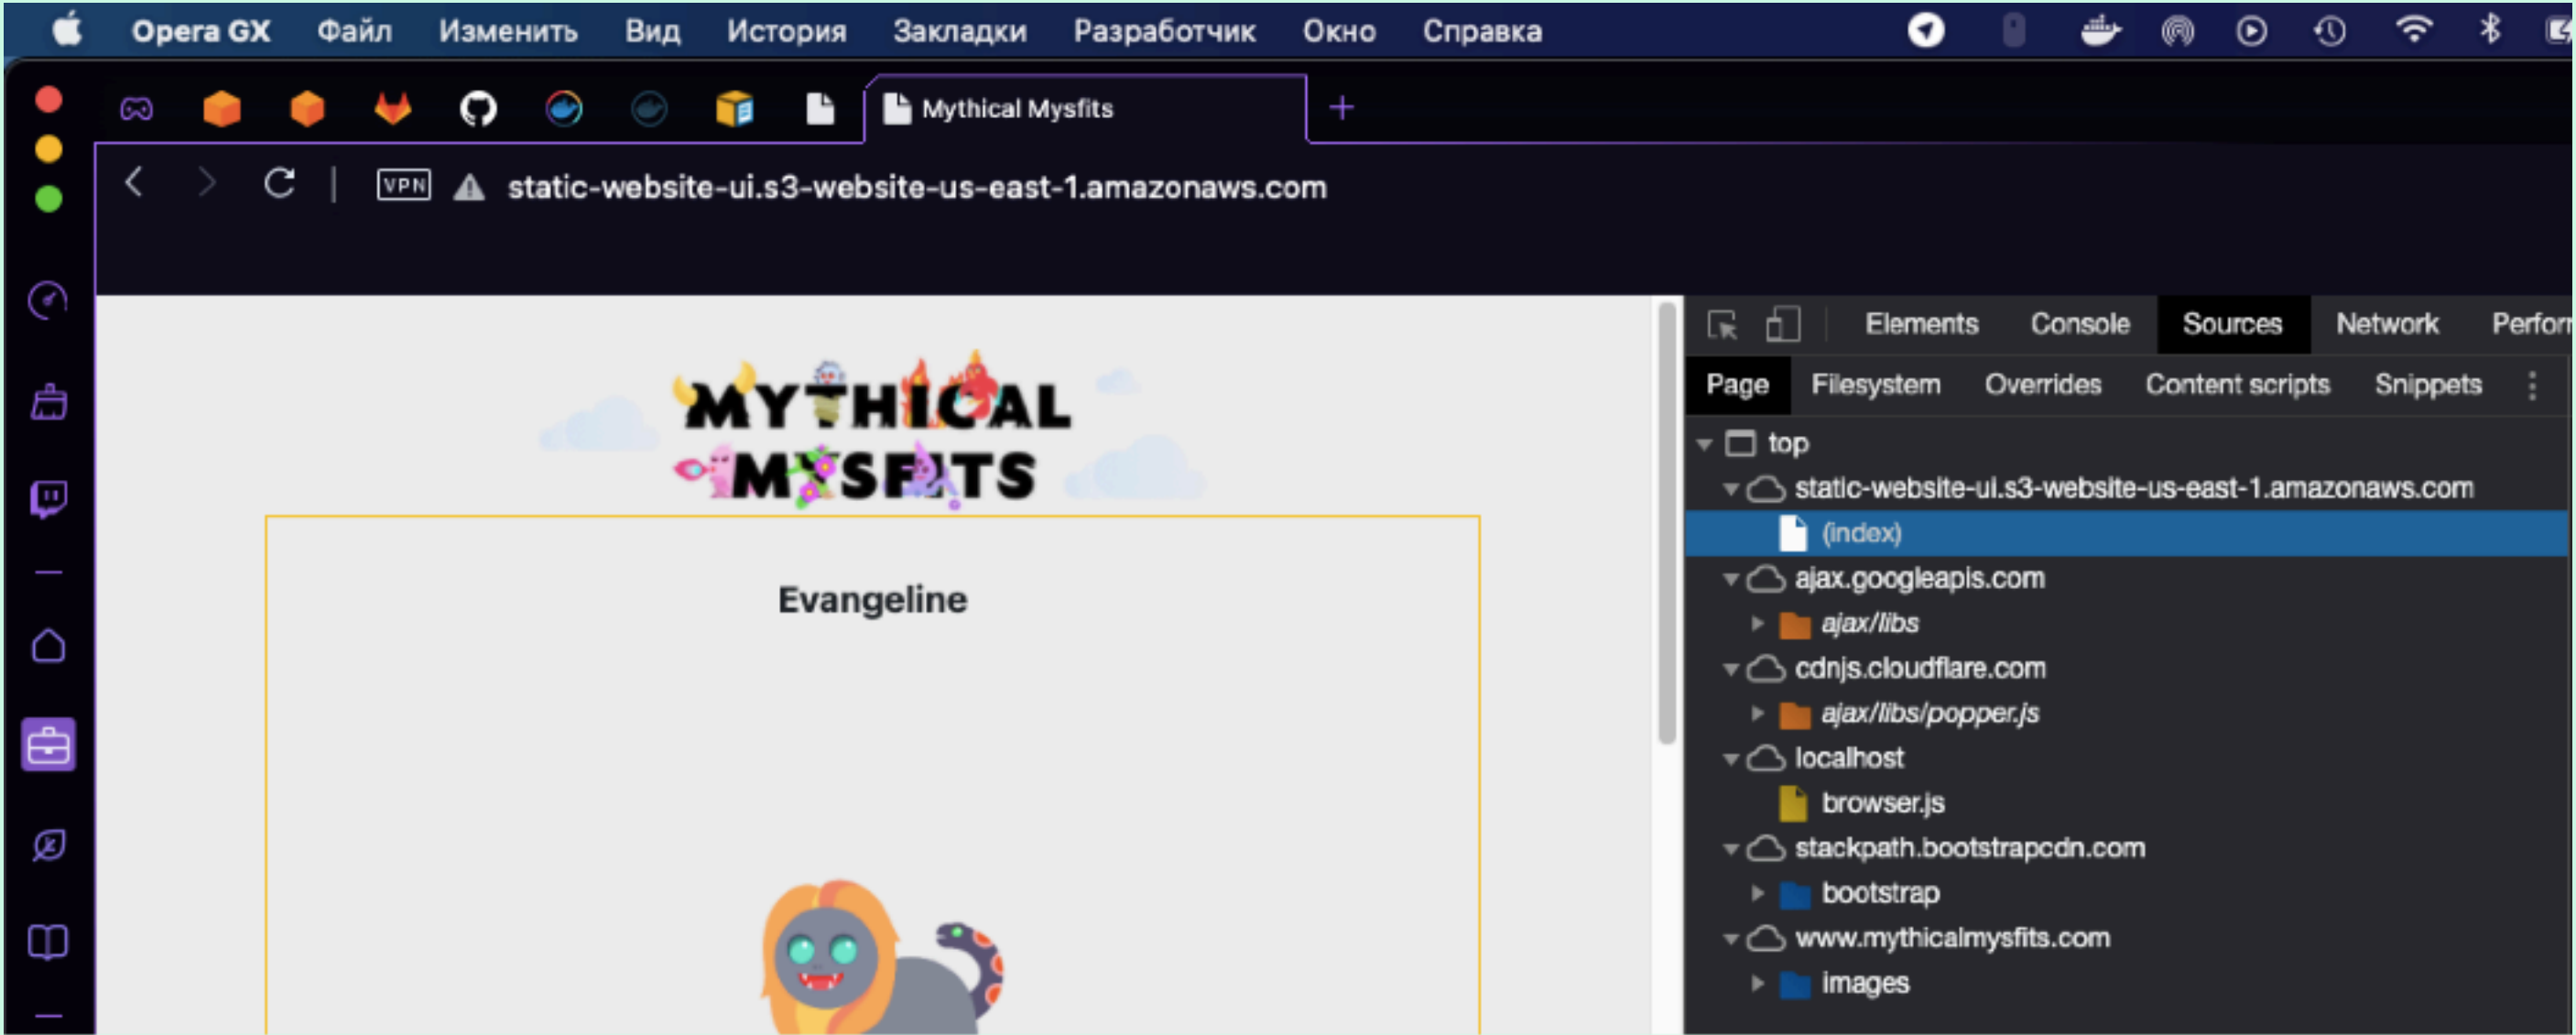 Opera GX Файл Изменить Вид История Закладки Разработчик Окно Справка
Mythical Mysfits
VPN static-website-ui.s3-website-us-east-1.amazonaws.com
MYTHICAL
MYSFITS
Evangeline
Elements Console Sources Network Perfor
Page Filesystem Overrides Content scripts Snippets
top
static-website-ui.s3-website-us-east-1.amazonaws.com
(index)
ajax.googleapis.com
ajax/libs
cdnjs.cloudflare.com
ajax/libs/popper.js
localhost
browser.js
stackpath.bootstrapcdn.com
bootstrap
www.mythicalmysfits.com
images